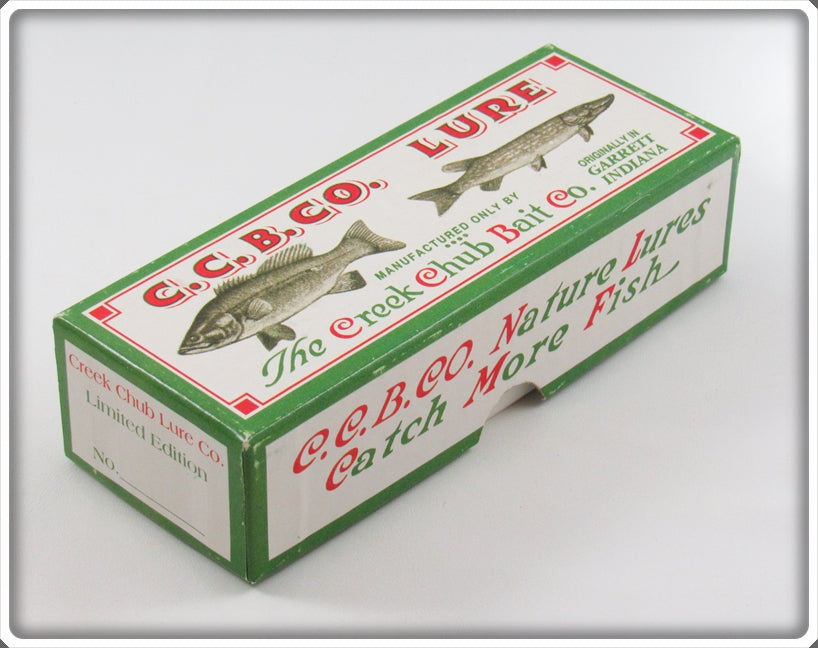 C.C.B.CO. LURE
MANUFACTURED ONLY BY
The Creek Chub Bait Co.
ORIGINALLY IN
GARRETT
INDIANA
C.C.B.CO. Nature Lures
Catch More Fish
Creek Chub Lure Co.
Limited Edition
No.